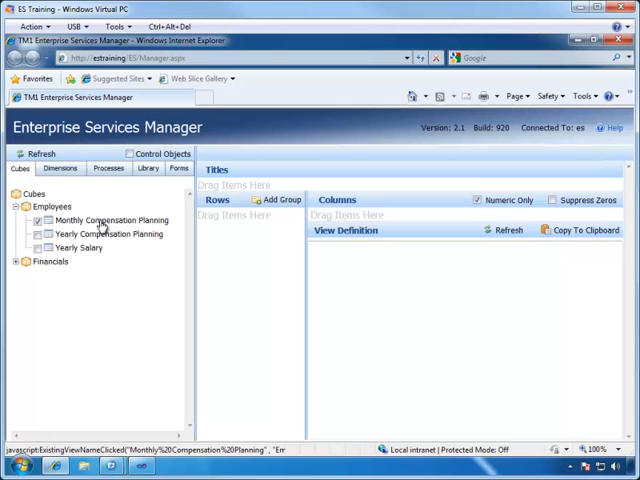 ES Training - Windows Virtual PC
Action USB Tools Ctrl+Alt+Del
TM1 Enterprise Services Manager - Windows Internet Explorer
http://estraining/ES/Manager.aspx Google
Favorites Suggested Sites Web Slice Gallery
TM1 Enterprise Services Manager Page Safety Tools
Enterprise Services Manager Version: 2.1 Build: 920 Connected To: es Help
Refresh Control Objects
Cubes Dimensions Processes Library Forms
Titles
Drag Items Here
Rows Add Group Columns Numeric Only Suppress Zeros
Drag Items Here Drag Items Here
View Definition Refresh Copy To Clipboard
Cubes
Employees
Monthly Compensation Planning
Yearly Compensation Planning
Yearly Salary
Financials
javascript:ExistingViewNameClicked("Monthly%20Compensation%20Planning", "Em Local intranet | Protected Mode: Off 100%